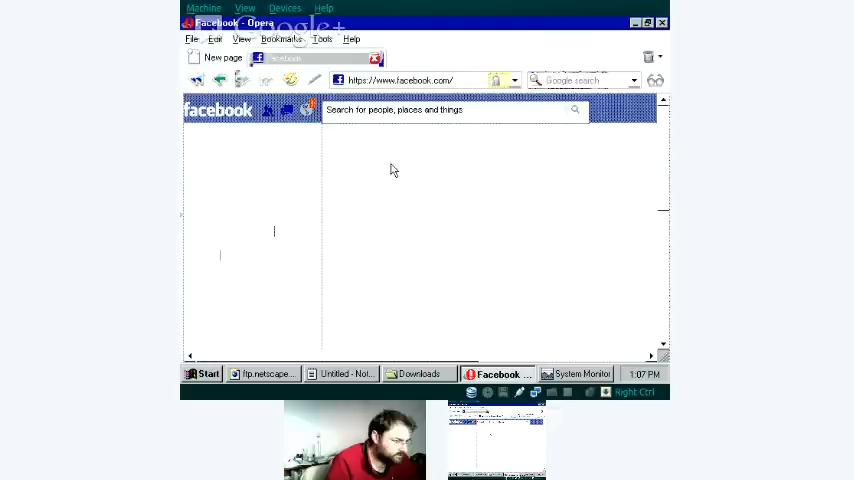 Machine View Devices Help
Facebook - Opera
Google+
File Edit View Bookmarks Tools Help
New page Facebook
https://www.facebook.com/ Google search
facebook Search for people, places and things
Start ftp.netscape... Untitled - Not... Downloads Facebook ... System Monitor 1:07 PM
Right Ctrl